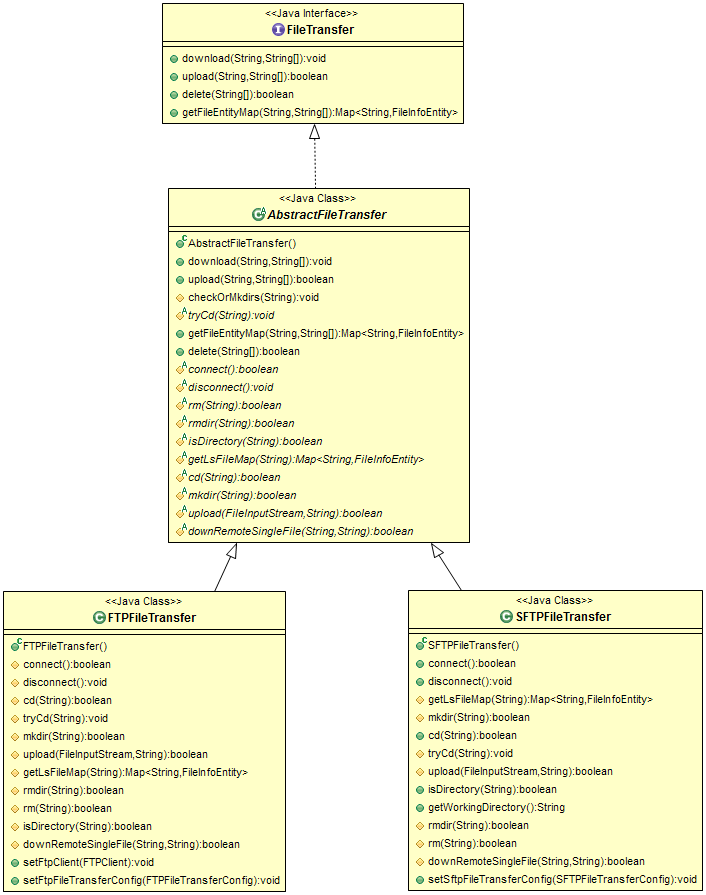 <<Java Interface>>
FileTransfer
download(String,String[]):void
upload(String,String[]):boolean
delete(String[]):boolean
getFileEntityMap(String,String[]):Map<String,FileInfoEntity>
<<Java Class>>
AbstractFileTransfer
AbstractFileTransfer()
download(String,String[]):void
upload(String,String[]):boolean
checkOrMkdirs(String):void
tryCd(String):void
getFileEntityMap(String,String[]):Map<String,FileInfoEntity>
delete(String[]):boolean
connect():boolean
disconnect():void
rm(String):boolean
rmdir(String):boolean
isDirectory(String):boolean
getLsFileMap(String):Map<String,FileInfoEntity>
cd(String):boolean
mkdir(String):boolean
upload(FileInputStream,String):boolean
downRemoteSingleFile(String,String):boolean
<<Java Class>>
FTPFileTransfer
FTPFileTransfer()
connect():boolean
disconnect():void
cd(String):boolean
tryCd(String):void
mkdir(String):boolean
upload(FileInputStream,String):boolean
getLsFileMap(String):Map<String,FileInfoEntity>
rmdir(String):boolean
rm(String):boolean
isDirectory(String):boolean
downRemoteSingleFile(String,String):boolean
setFtpClient(FTPClient):void
setFtpFileTransferConfig(FTPFileTransferConfig):void
<<Java Class>>
SFTPFileTransfer
SFTPFileTransfer()
connect():boolean
disconnect():void
getLsFileMap(String):Map<String,FileInfoEntity>
mkdir(String):boolean
cd(String):boolean
tryCd(String):void
upload(FileInputStream,String):boolean
isDirectory(String):boolean
getWorkingDirectory():String
rmdir(String):boolean
rm(String):boolean
downRemoteSingleFile(String,String):boolean
setSftpFileTransferConfig(SFTPFileTransferConfig):void